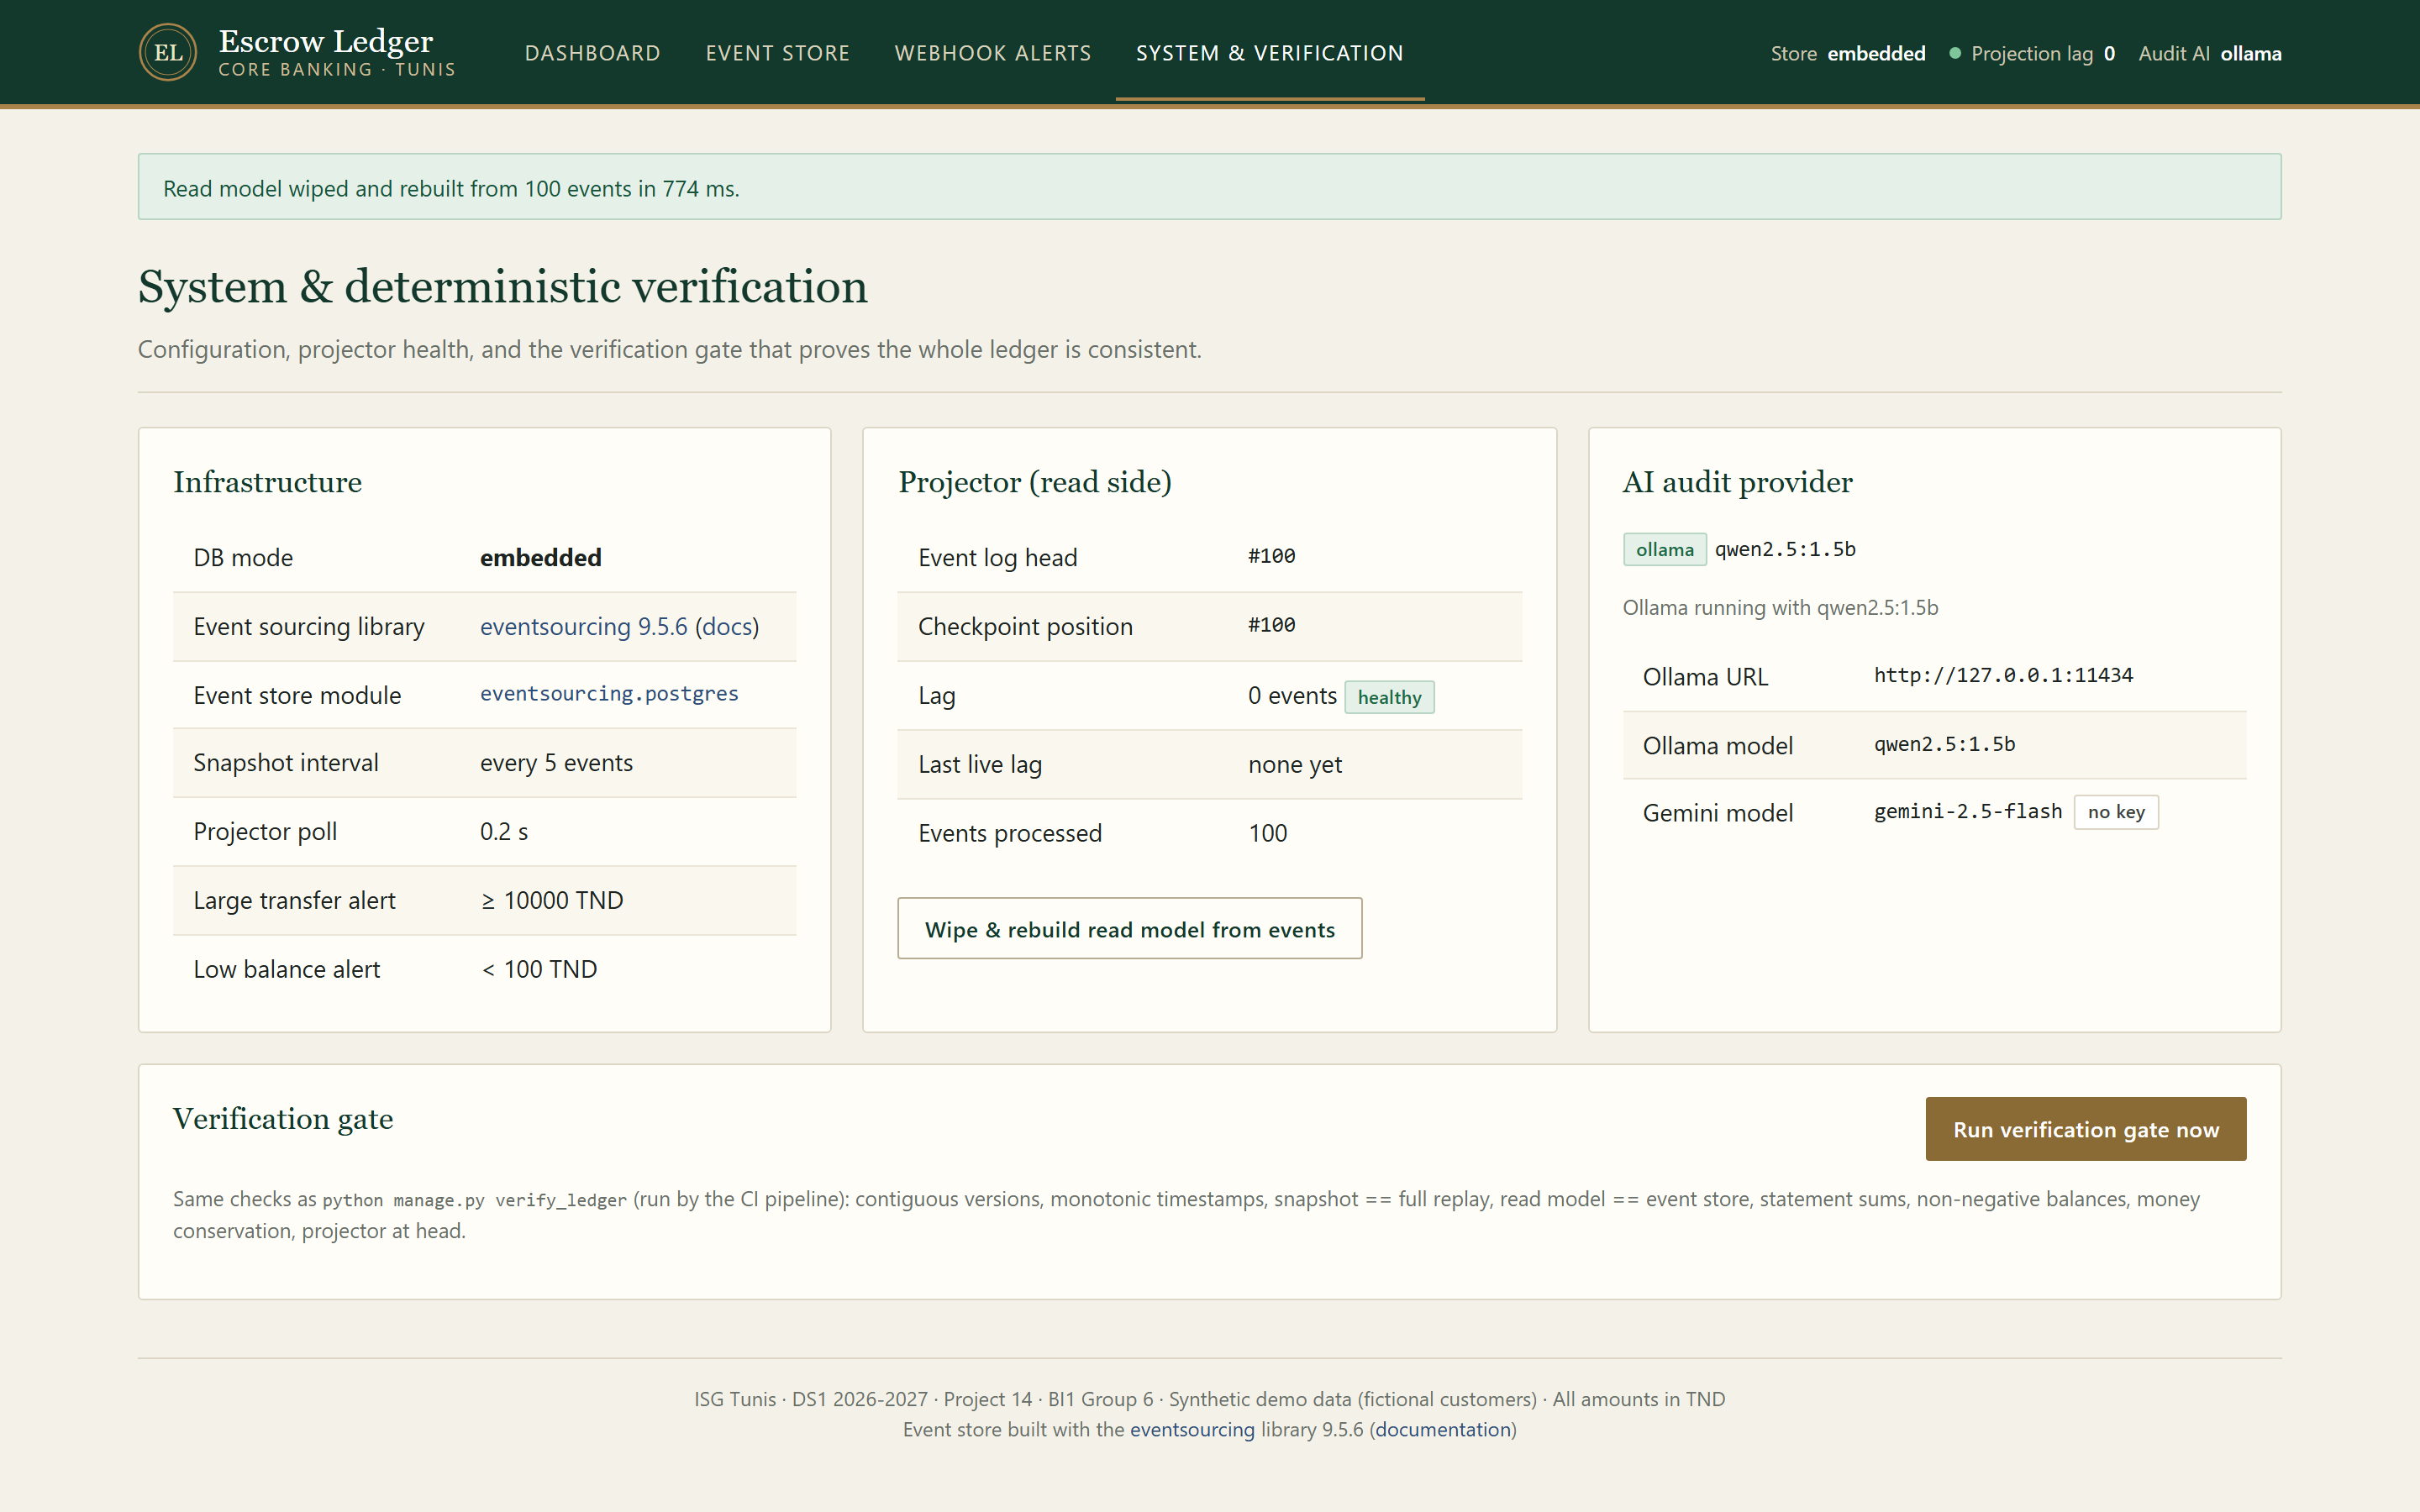 EL
Escrow Ledger
CORE BANKING · TUNIS
DASHBOARD
EVENT STORE
WEBHOOK ALERTS
SYSTEM & VERIFICATION
Store embedded
Projection lag 0
Audit AI ollama
Read model wiped and rebuilt from 100 events in 774 ms.
System & deterministic verification
Configuration, projector health, and the verification gate that proves the whole ledger is consistent.
Infrastructure
DB mode embedded
Event sourcing library eventsourcing 9.5.6 (docs)
Event store module eventsourcing.postgres
Snapshot interval every 5 events
Projector poll 0.2 s
Large transfer alert ≥ 10000 TND
Low balance alert < 100 TND
Projector (read side)
Event log head #100
Checkpoint position #100
Lag 0 events healthy
Last live lag none yet
Events processed 100
Wipe & rebuild read model from events
AI audit provider
ollama qwen2.5:1.5b
Ollama running with qwen2.5:1.5b
Ollama URL http://127.0.0.1:11434
Ollama model qwen2.5:1.5b
Gemini model gemini-2.5-flash no key
Verification gate
Run verification gate now
Same checks as python manage.py verify_ledger (run by the CI pipeline): contiguous versions, monotonic timestamps, snapshot == full replay, read model == event store, statement sums, non-negative balances, money
conservation, projector at head.
ISG Tunis · DS1 2026-2027 · Project 14 · BI1 Group 6 · Synthetic demo data (fictional customers) · All amounts in TND
Event store built with the eventsourcing library 9.5.6 (documentation)